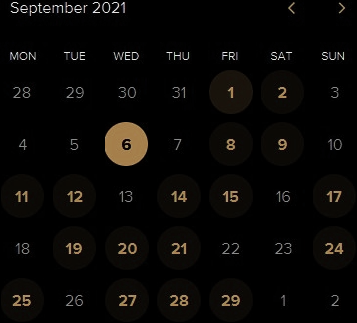 September 2021
MON TUE WED THU FRI SAT SUN
28 29 30 31 1 2 3
4 5 6 7 8 9 10
11 12 13 14 15 16 17
18 19 20 21 22 23 24
25 26 27 28 29 1 2